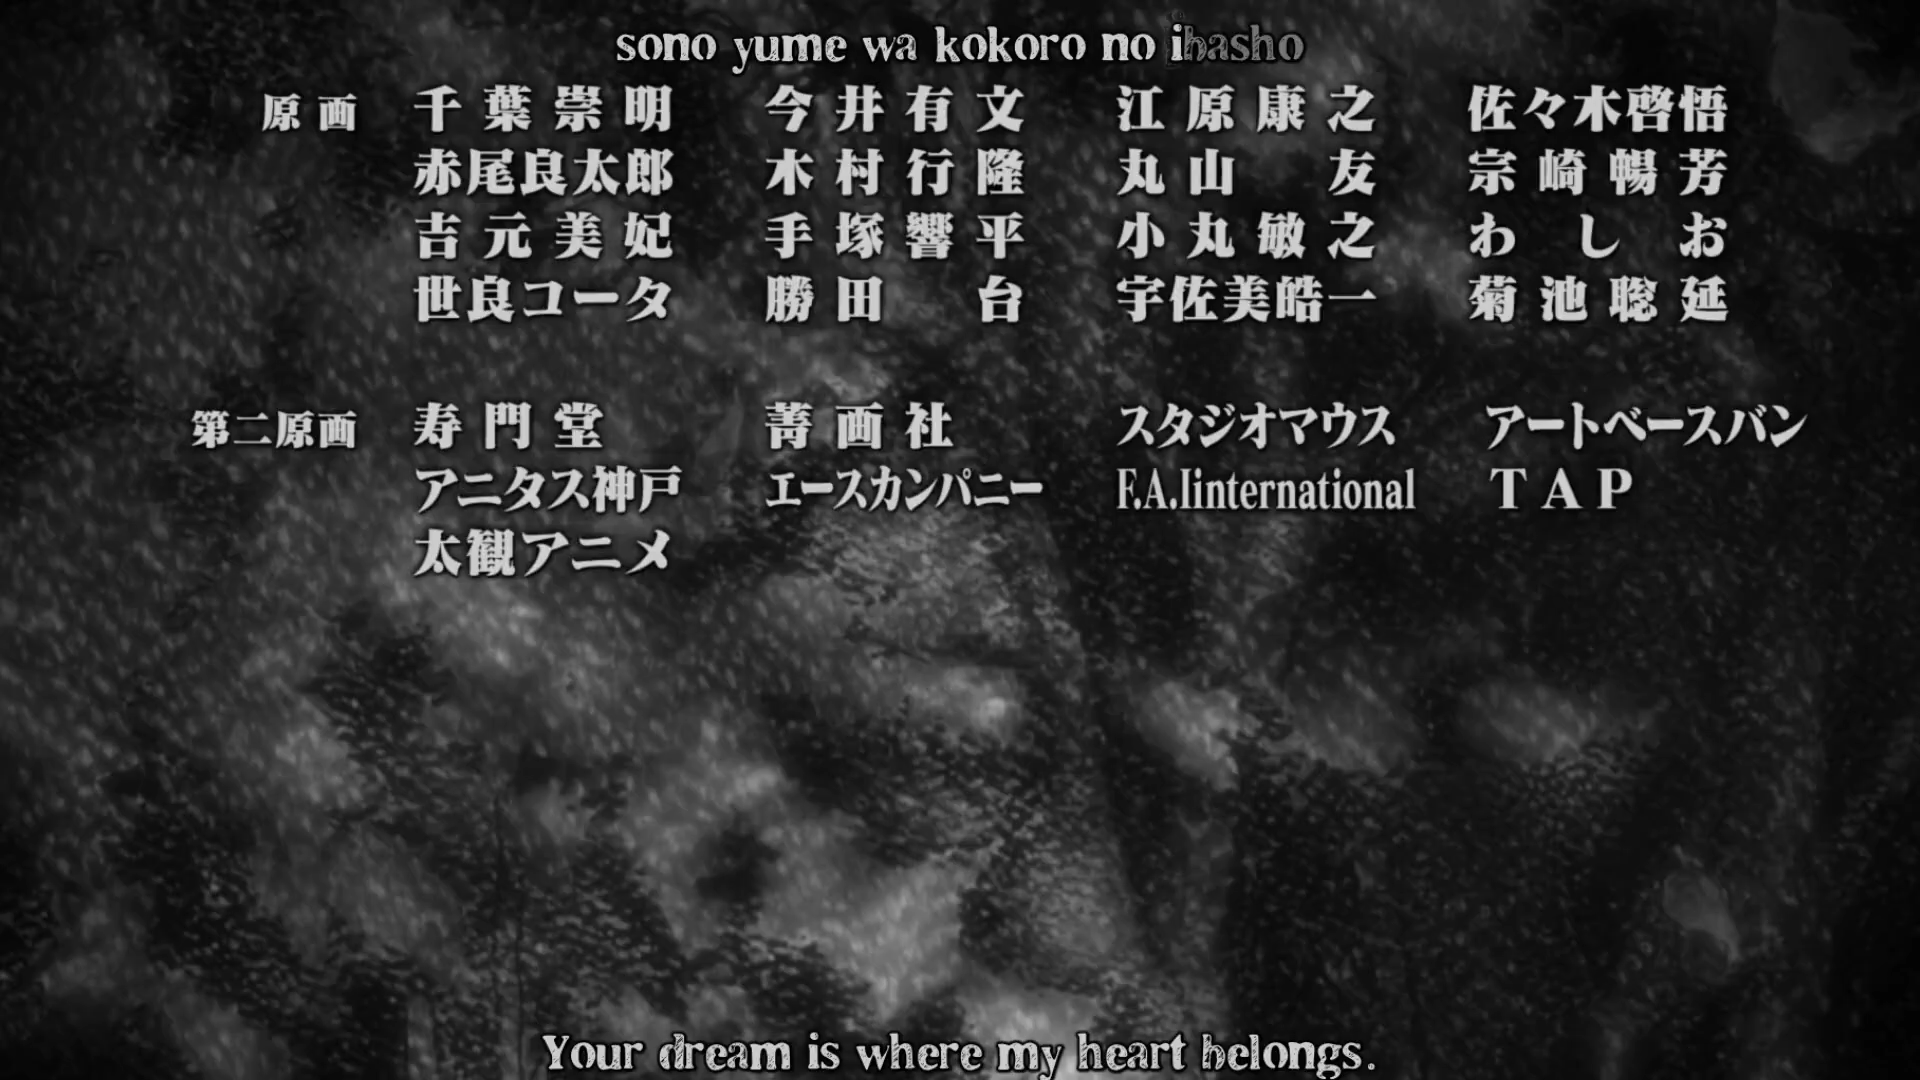 sono yume wa kokoro no ibasho
原画 千葉崇明 今井有文 江原康之 佐々木啓悟
赤尾良太郎 木村行隆 丸山友 宗崎暢芳
吉元美妃 手塚響平 小丸敏之 わしお
世良コータ 勝田台 宇佐美皓一 菊池聡延
第二原画 寿門堂 菁画社 スタジオマウス アートベースバン
アニタス神戸 エースカンパニー F.A.Iinternational TAP
太観アニメ
Your dream is where my heart belongs.